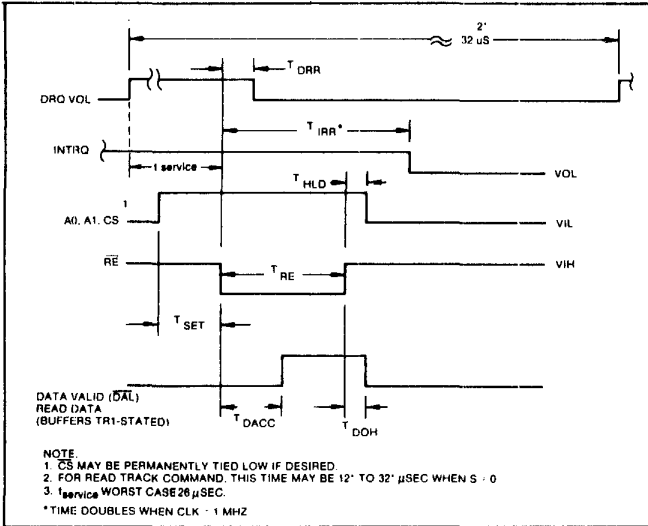 2*
32 uS
T DRR
DRQ VOL
T IRR*
INTRQ
t service
VOL
T HLD
1
A0, A1, CS
VIL
RE
T RE
VIH
T SET
DATA VALID (DAL)
READ DATA
(BUFFERS TR1-STATED)
T DACC
T DOH
NOTE.
1. CS MAY BE PERMANENTLY TIED LOW IF DESIRED.
2. FOR READ TRACK COMMAND, THIS TIME MAY BE 12* TO 32* µSEC WHEN S = 0
3. tservice WORST CASE 26 µSEC.
*TIME DOUBLES WHEN CLK = 1 MHZ